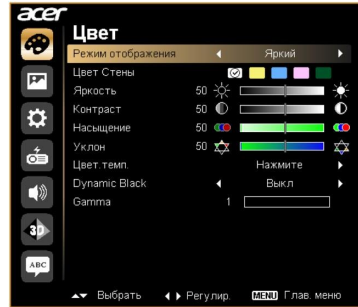 acer
Цвет
Режим отображения Яркий
Цвет Стены
Яркость 50
Контраст 50
Насыщение 50
Уклон 50
Цвет.темп. Нажмите
Dynamic Black Выкл
Gamma 1
3D
ABC
Выбрать Регулир. MENU Глав. меню